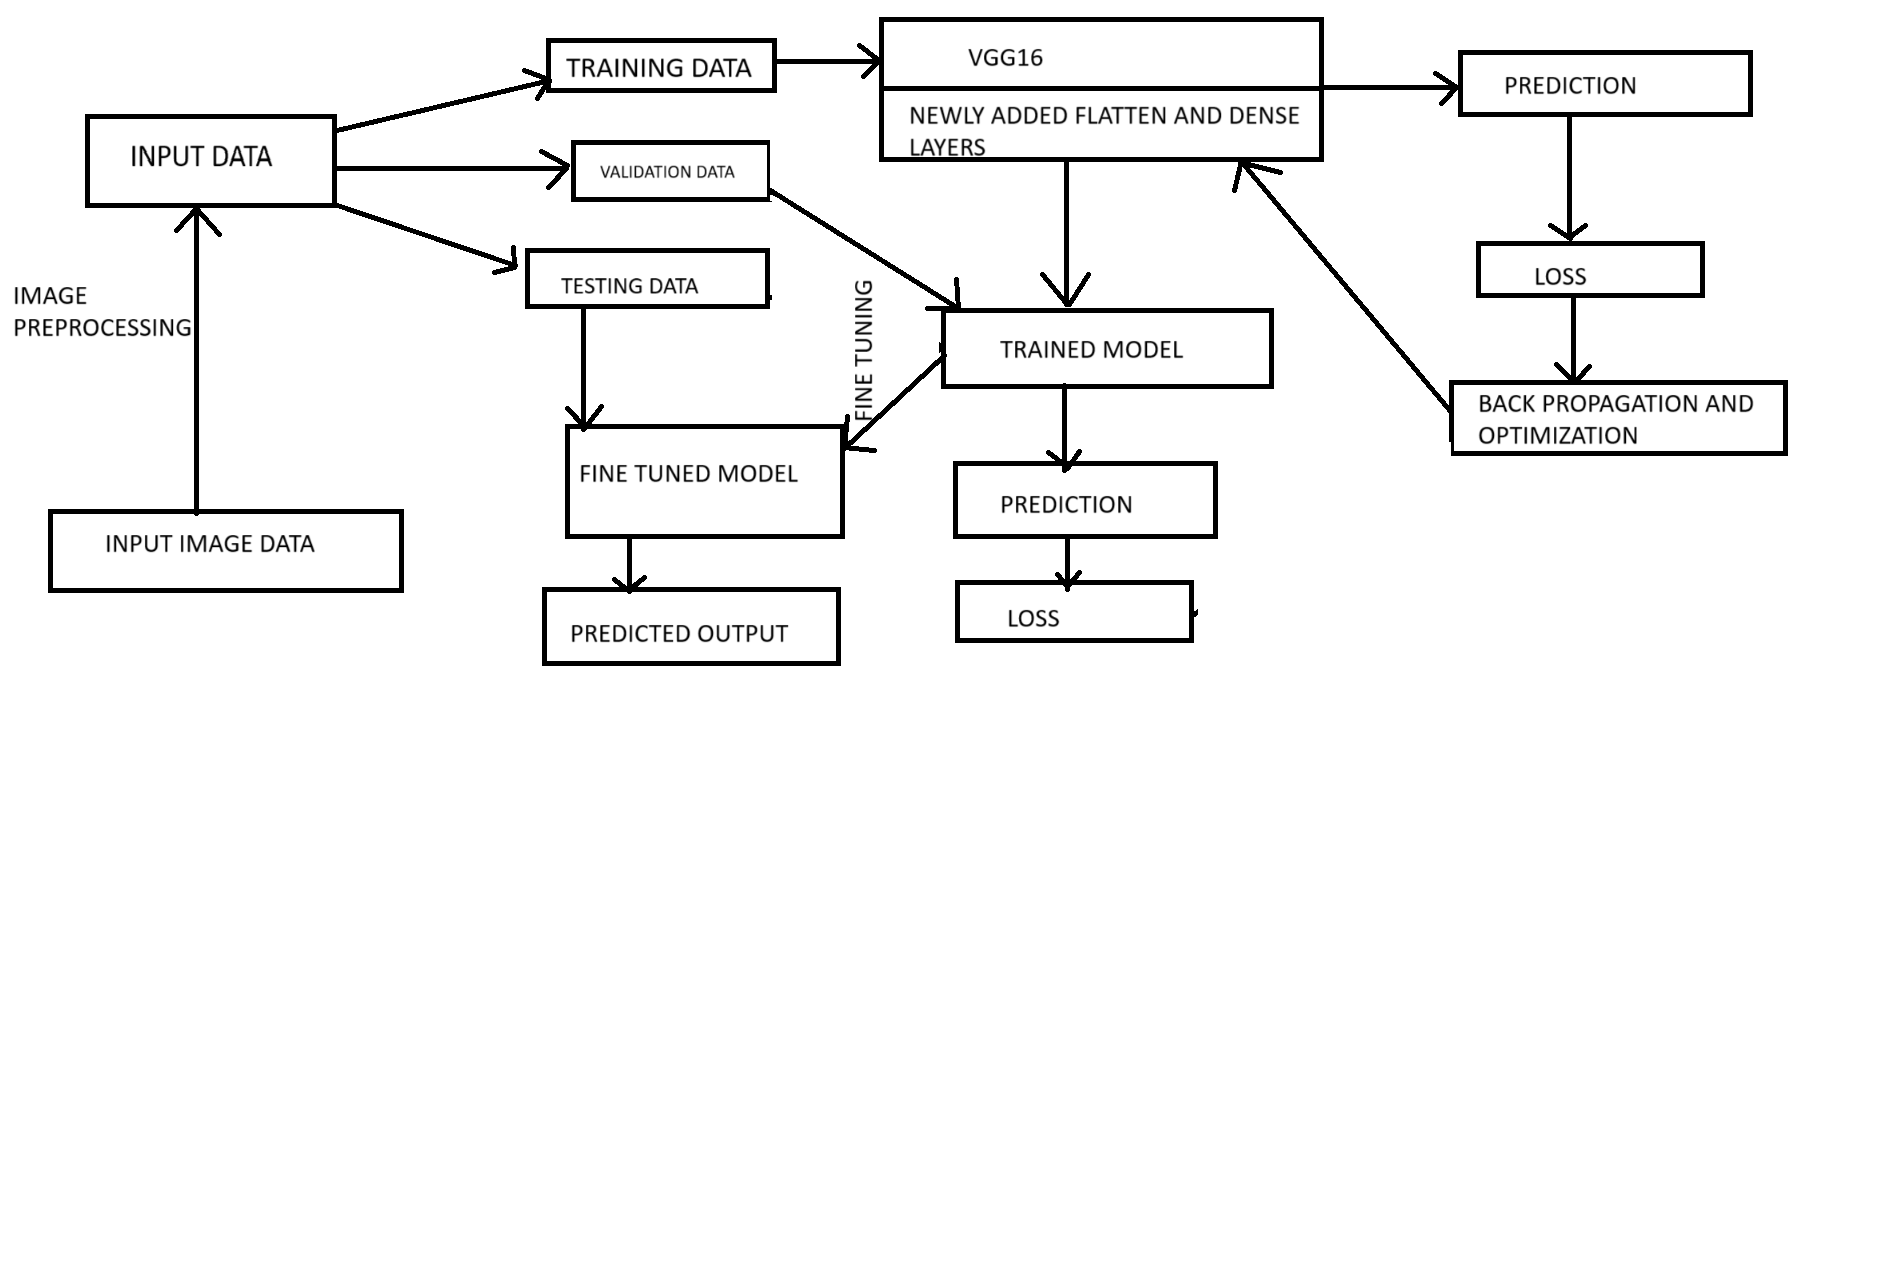 TRAINING DATA
VGG16
NEWLY ADDED FLATTEN AND DENSE
LAYERS
PREDICTION
INPUT DATA
VALIDATION DATA
TESTING DATA
LOSS
IMAGE
PREPROCESSING
FINE TUNING
TRAINED MODEL
BACK PROPAGATION AND
OPTIMIZATION
FINE TUNED MODEL
PREDICTION
INPUT IMAGE DATA
LOSS
PREDICTED OUTPUT